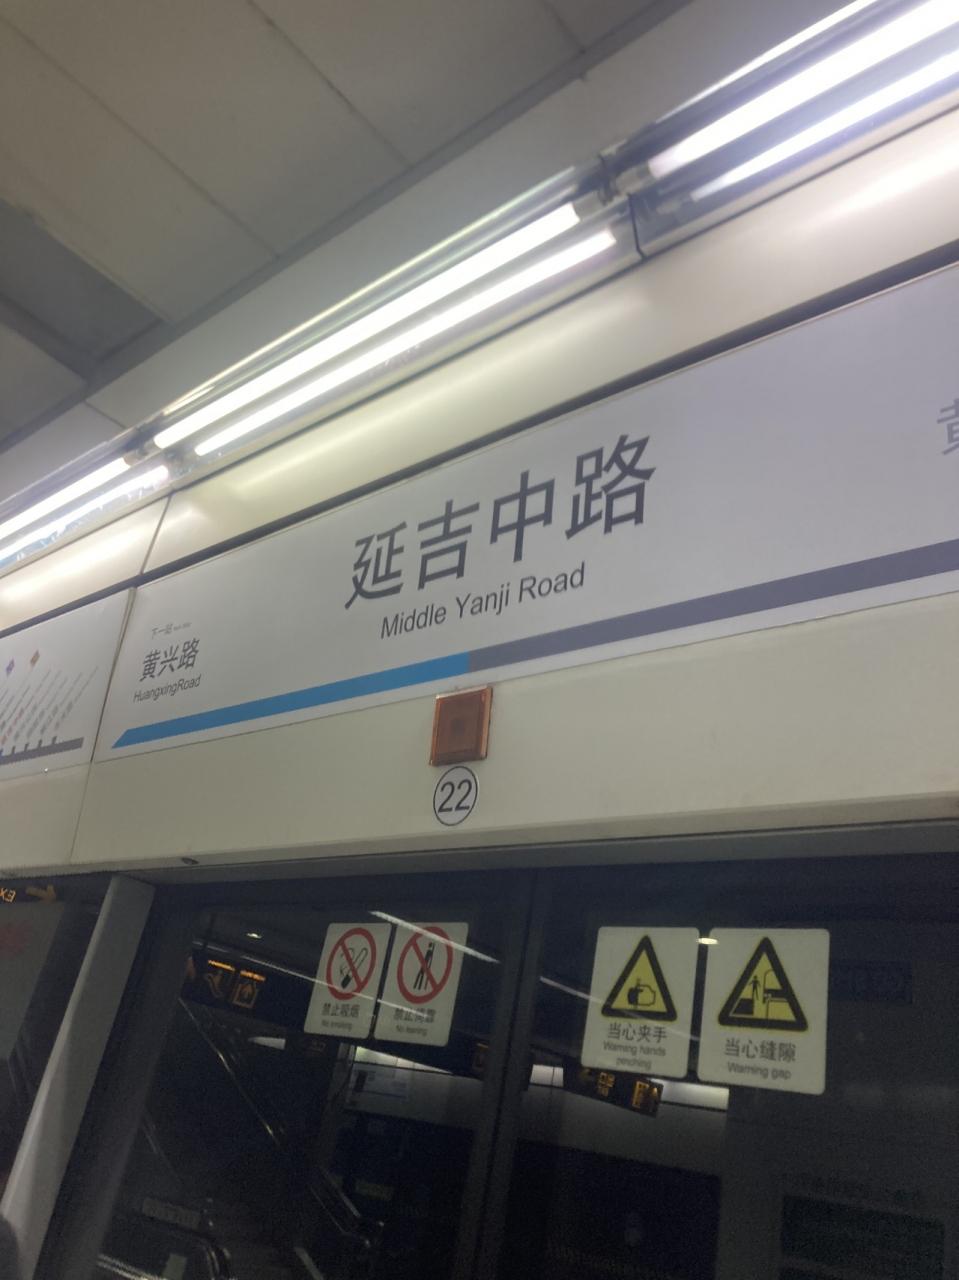 延吉中路
Middle Yanji Road
下一站
黄兴路
HuangxingRoad
黄
22
禁止吸烟
No smoking
禁止倚靠
No leaning
当心夹手
Warning hands
pinching
当心缝隙
Warning gap